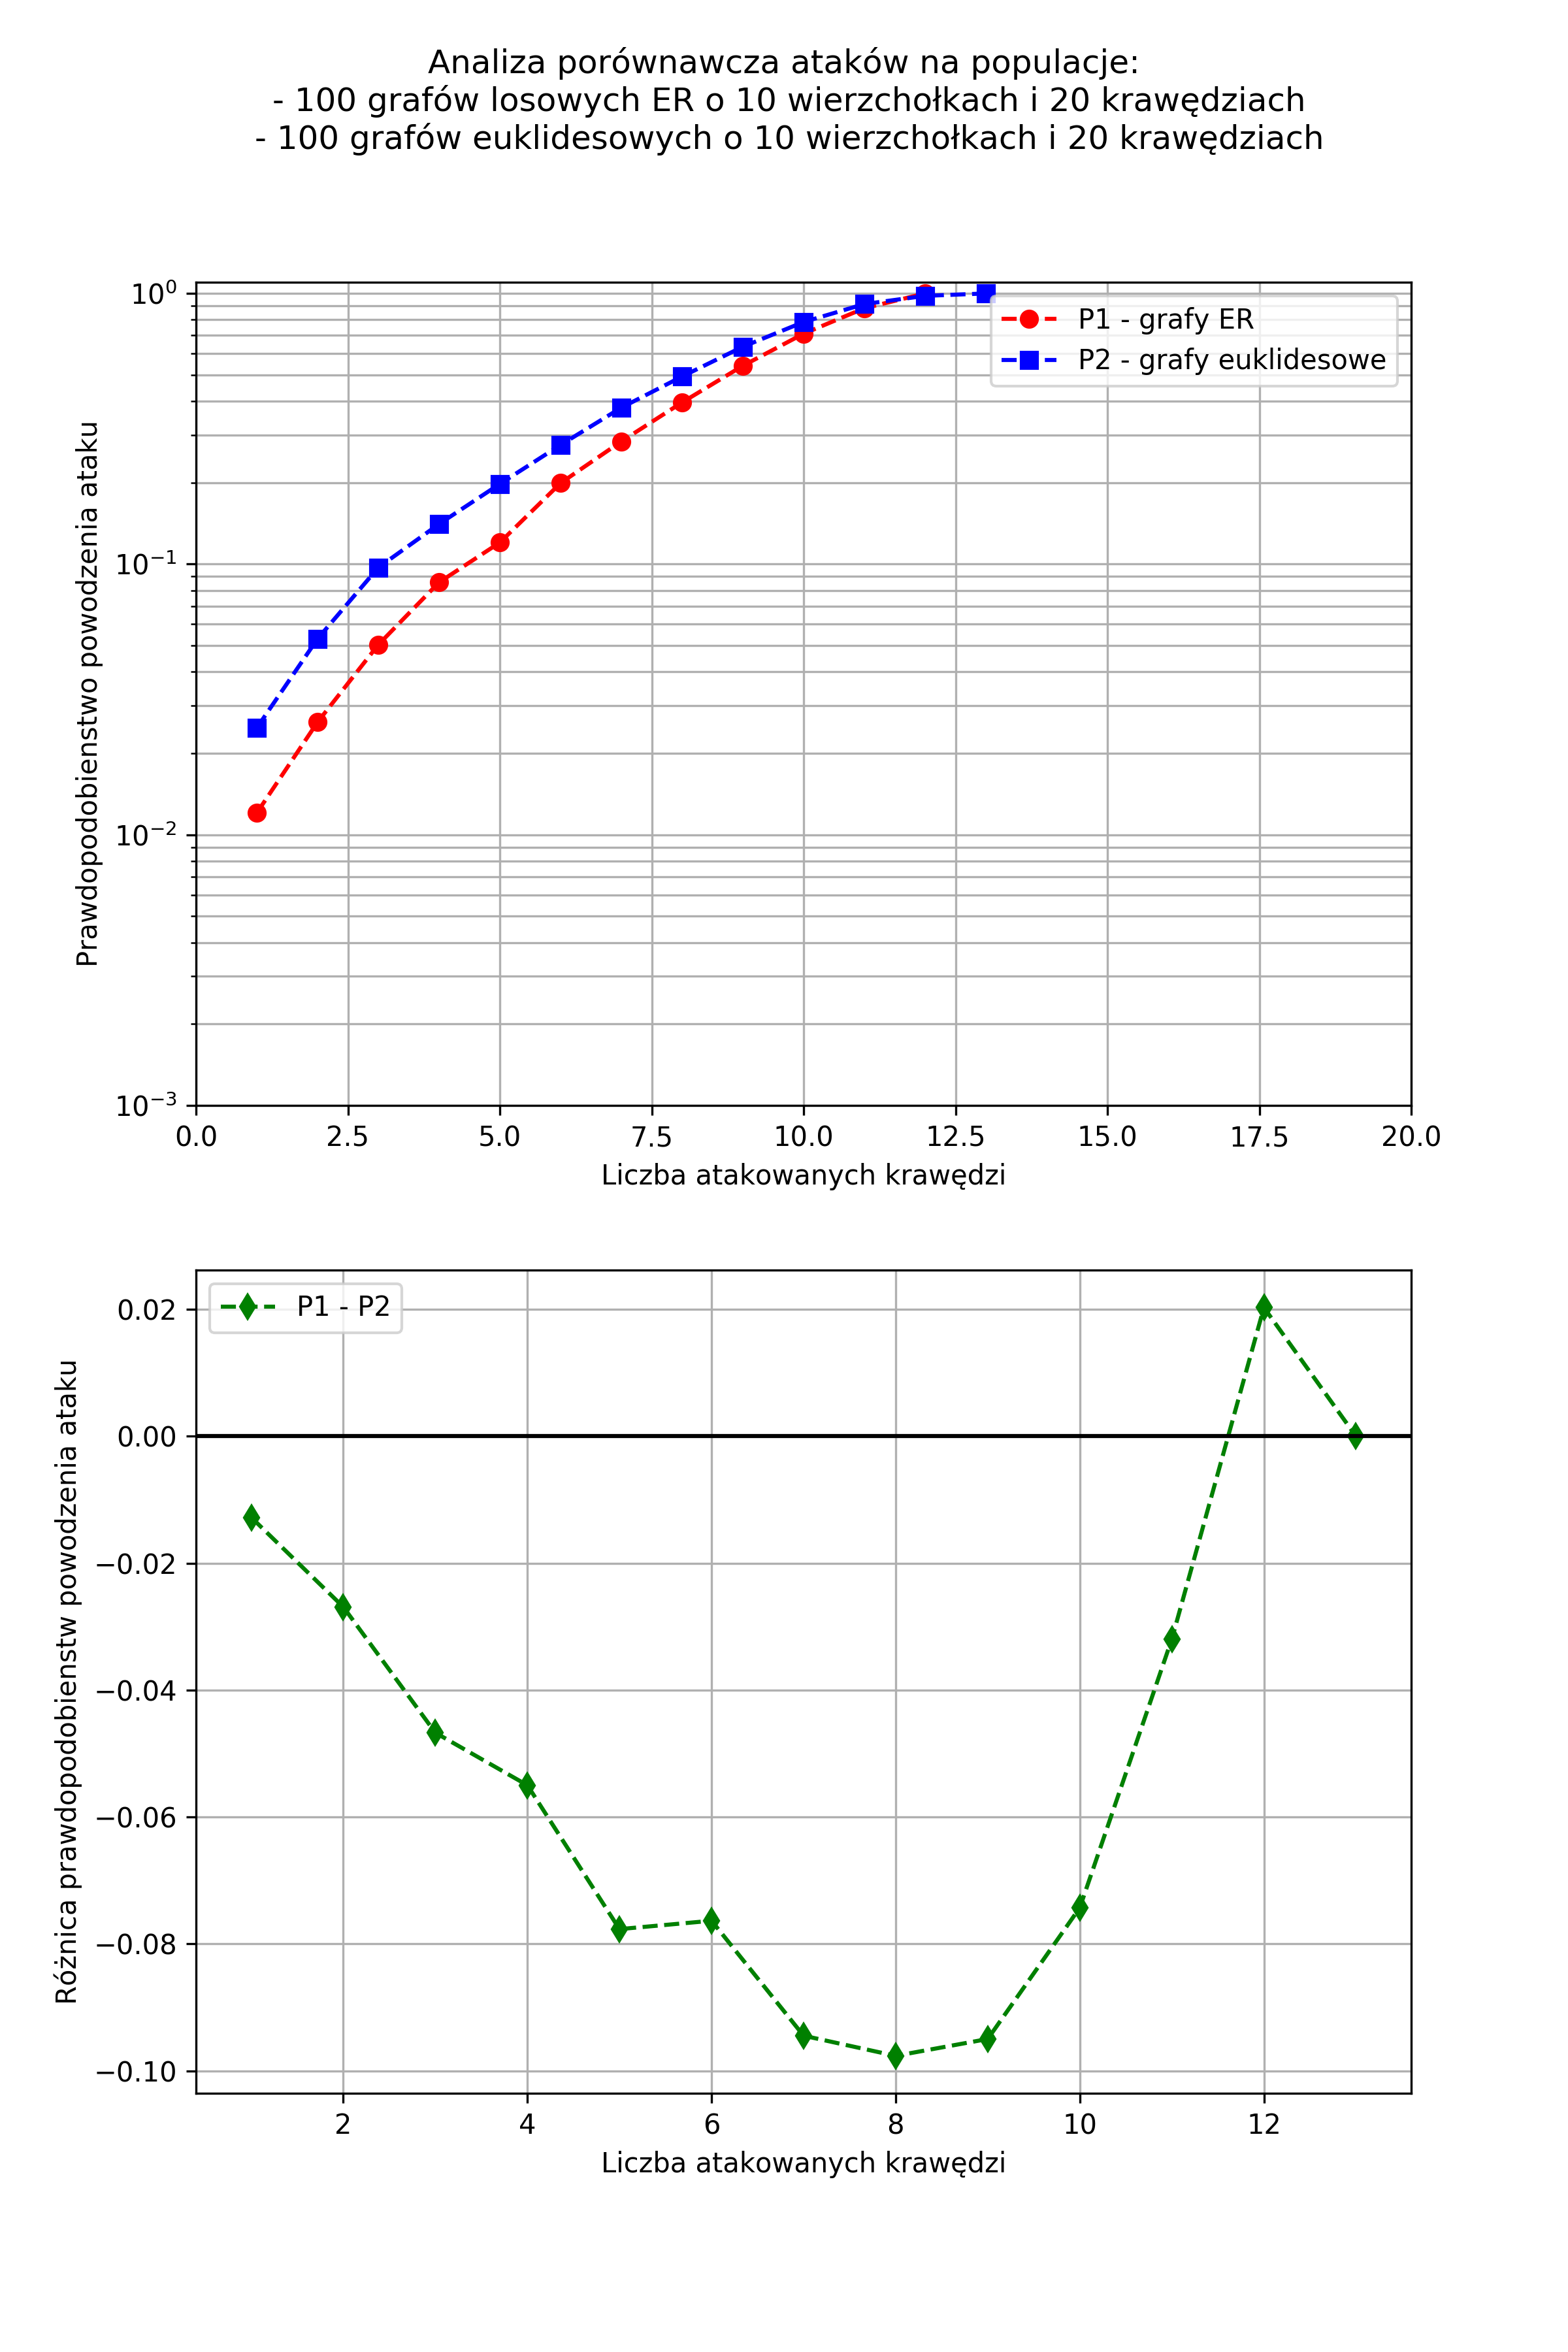 Analiza porównawcza ataków na populacje:
- 100 grafów losowych ER o 10 wierzchołkach i 20 krawędziach
- 100 grafów euklidesowych o 10 wierzchołkach i 20 krawędziach
Prawdopodobienstwo powodzenia ataku
10⁰
10⁻¹
10⁻²
10⁻³
P1 - grafy ER
P2 - grafy euklidesowe
0.0 2.5 5.0 7.5 10.0 12.5 15.0 17.5 20.0
Liczba atakowanych krawędzi
Różnica prawdopodobienstw powodzenia ataku
0.02
0.00
−0.02
−0.04
−0.06
−0.08
−0.10
P1 - P2
2 4 6 8 10 12
Liczba atakowanych krawędzi